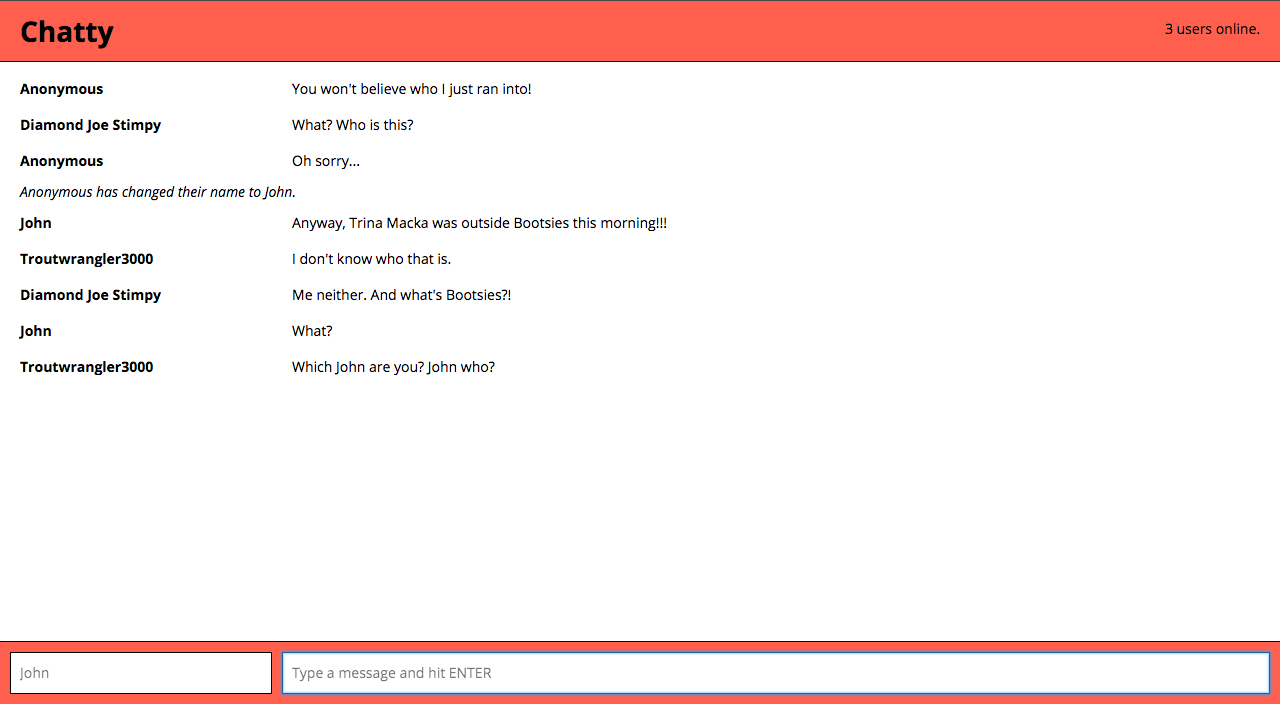 Chatty
3 users online.
Anonymous You won't believe who I just ran into!
Diamond Joe Stimpy What? Who is this?
Anonymous Oh sorry...
Anonymous has changed their name to John.
John Anyway, Trina Macka was outside Bootsies this morning!!!
Troutwrangler3000 I don't know who that is.
Diamond Joe Stimpy Me neither. And what's Bootsies?!
John What?
Troutwrangler3000 Which John are you? John who?
John Type a message and hit ENTER